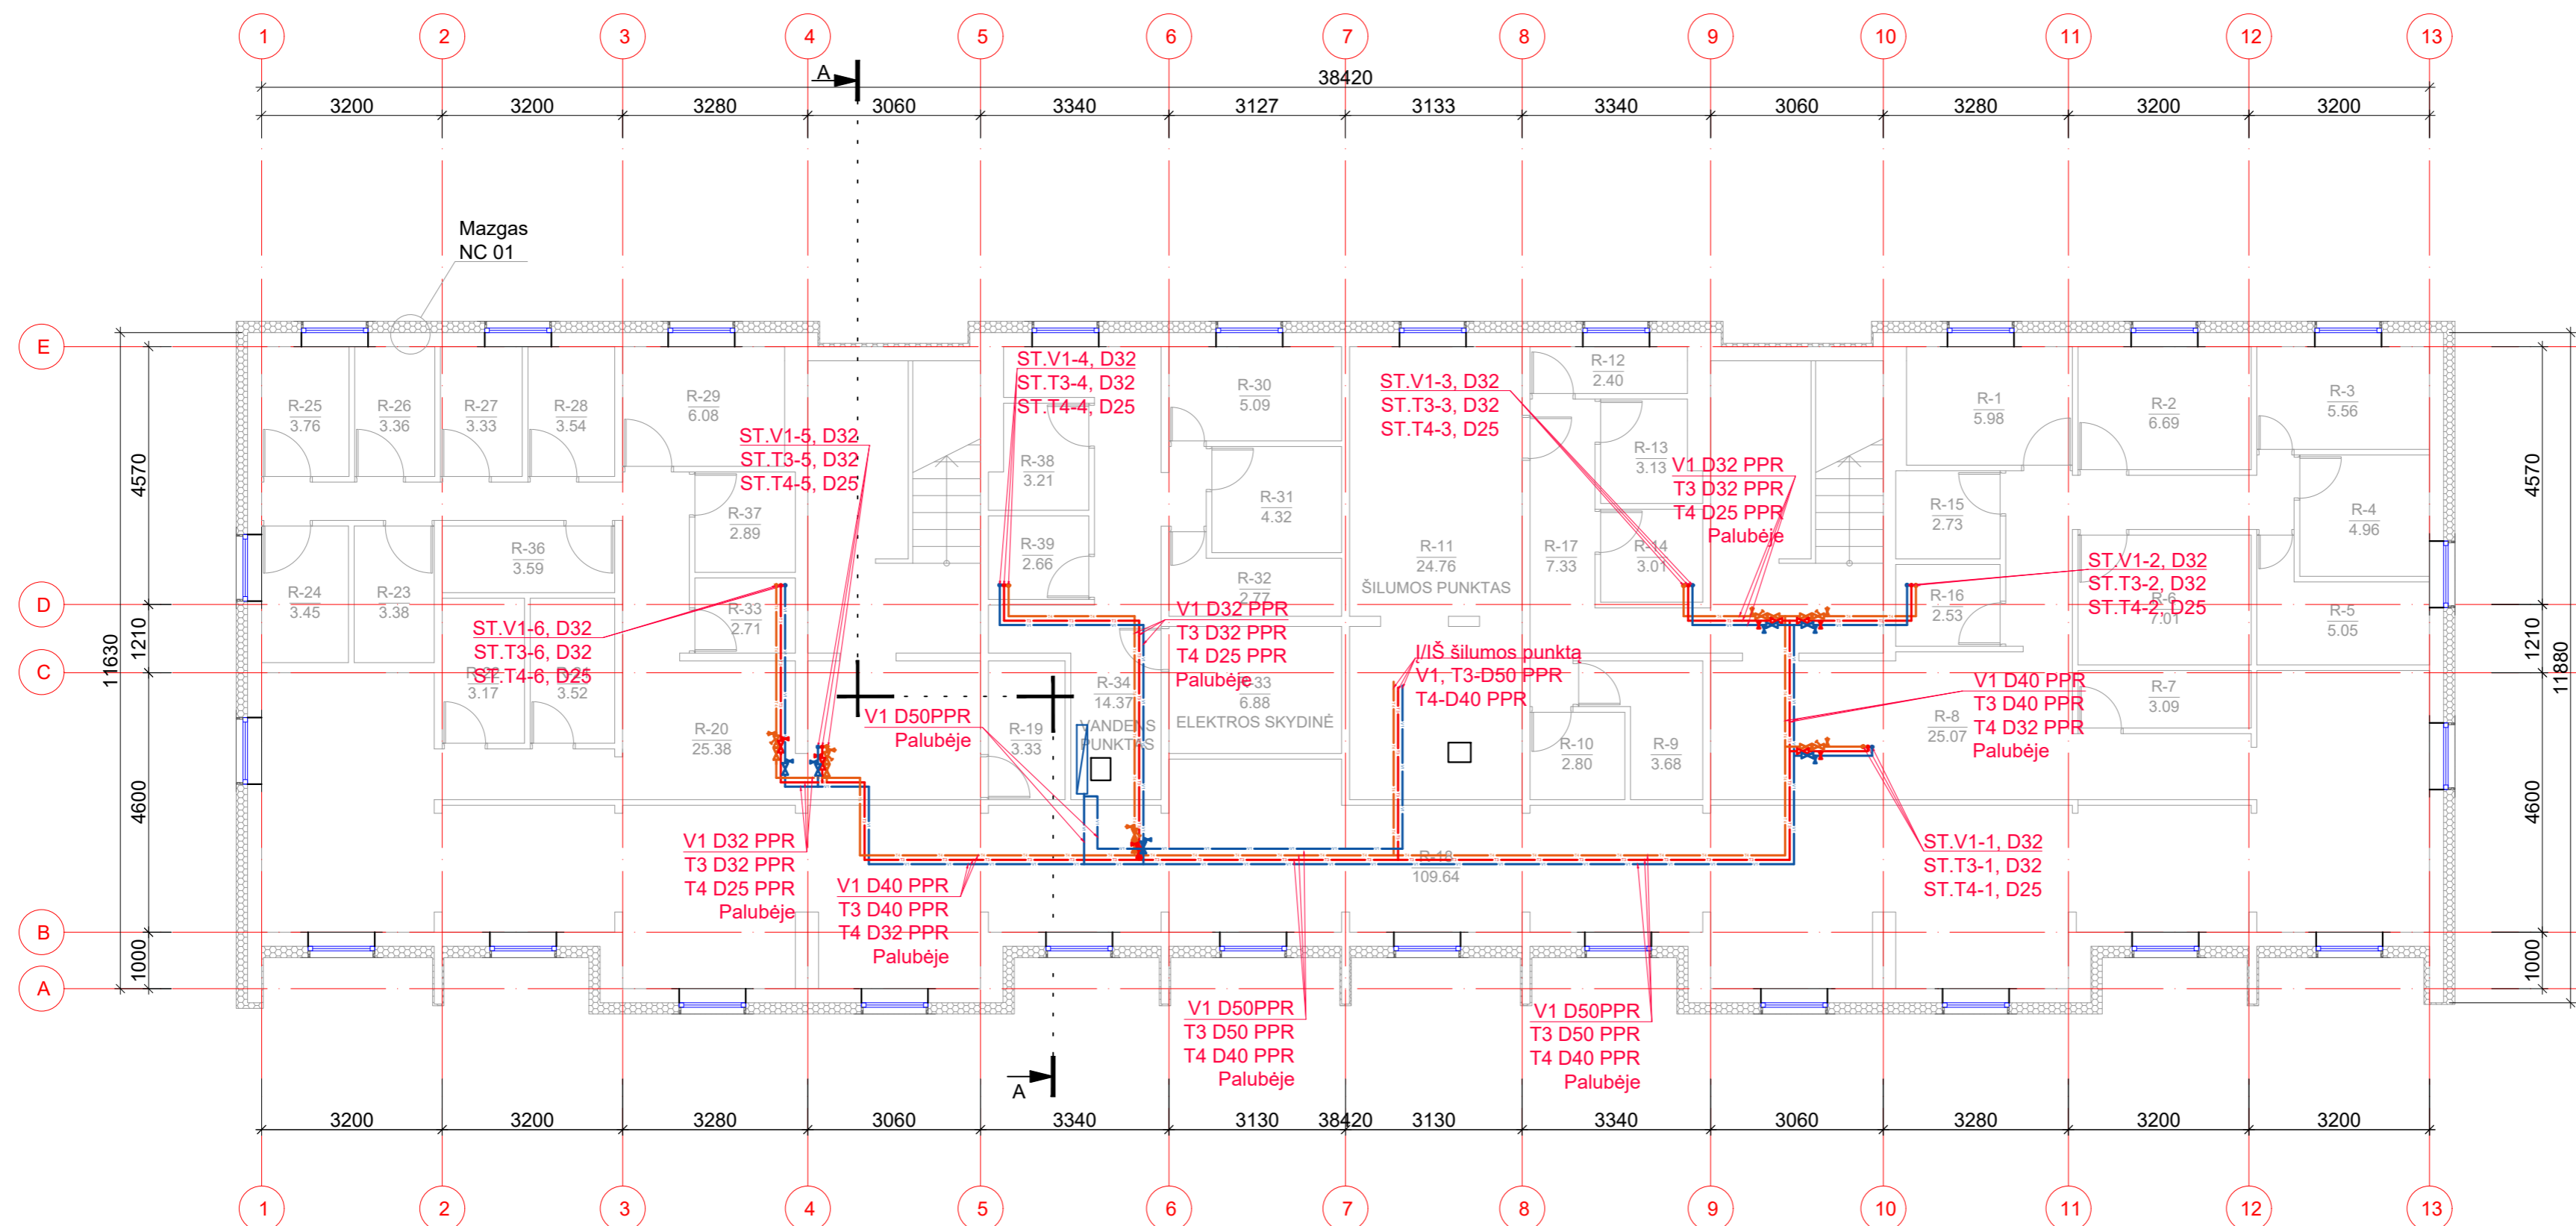 1 2 3 4 5 6 7 8 9 10 11 12 13
A
38420
3200 3200 3280 3060 3340 3127 3133 3340 3060 3280 3200 3200
Mazgas
NC 01
E
D
C
B
A
11630
4570
1210
4600
1000
4570
1210
4600
1000
11880
R-25
3.76
R-26
3.36
R-27
3.33
R-28
3.54
R-29
6.08
R-37
2.89
R-36
3.59
R-24
3.45
R-23
3.38
R-33
2.71
3.17
3.52
R-20
25.38
ST.V1-5, D32
ST.T3-5, D32
ST.T4-5, D25
ST.V1-6, D32
ST.T3-6, D32
ST.T4-6, D25
ST.V1-4, D32
ST.T3-4, D32
ST.T4-4, D25
R-38
3.21
R-39
2.66
R-30
5.09
R-31
4.32
R-32
2.77
V1 D32 PPR
T3 D32 PPR
T4 D25 PPR
Palubėje
R-33
6.88
ELEKTROS SKYDINĖ
R-34
14.37
VANDENS
PUNKTAS
R-19
3.33
V1 D50PPR
Palubėje
R-11
24.76
ŠILUMOS PUNKTAS
Į/IŠ šilumos punktą
V1, T3-D50 PPR
T4-D40 PPR
ST.V1-3, D32
ST.T3-3, D32
ST.T4-3, D25
R-12
2.40
R-13
3.13
R-14
3.01
R-17
7.33
V1 D32 PPR
T3 D32 PPR
T4 D25 PPR
Palubėje
R-10
2.80
R-9
3.68
R-1
5.98
R-2
6.69
R-3
5.56
R-4
4.96
R-15
2.73
R-16
2.53
R-6
7.01
R-5
5.05
ST.V1-2, D32
ST.T3-2, D32
ST.T4-2, D25
V1 D40 PPR
T3 D40 PPR
T4 D32 PPR
Palubėje
R-7
3.09
R-8
25.07
ST.V1-1, D32
ST.T3-1, D32
ST.T4-1, D25
R-18
109.64
V1 D32 PPR
T3 D32 PPR
T4 D25 PPR
Palubėje
V1 D40 PPR
T3 D40 PPR
T4 D32 PPR
Palubėje
V1 D50PPR
T3 D50 PPR
T4 D40 PPR
Palubėje
V1 D50PPR
T3 D50 PPR
T4 D40 PPR
Palubėje
A
3200 3200 3280 3060 3340 3130 38420 3130 3340 3060 3280 3200 3200
1 2 3 4 5 6 7 8 9 10 11 12 13